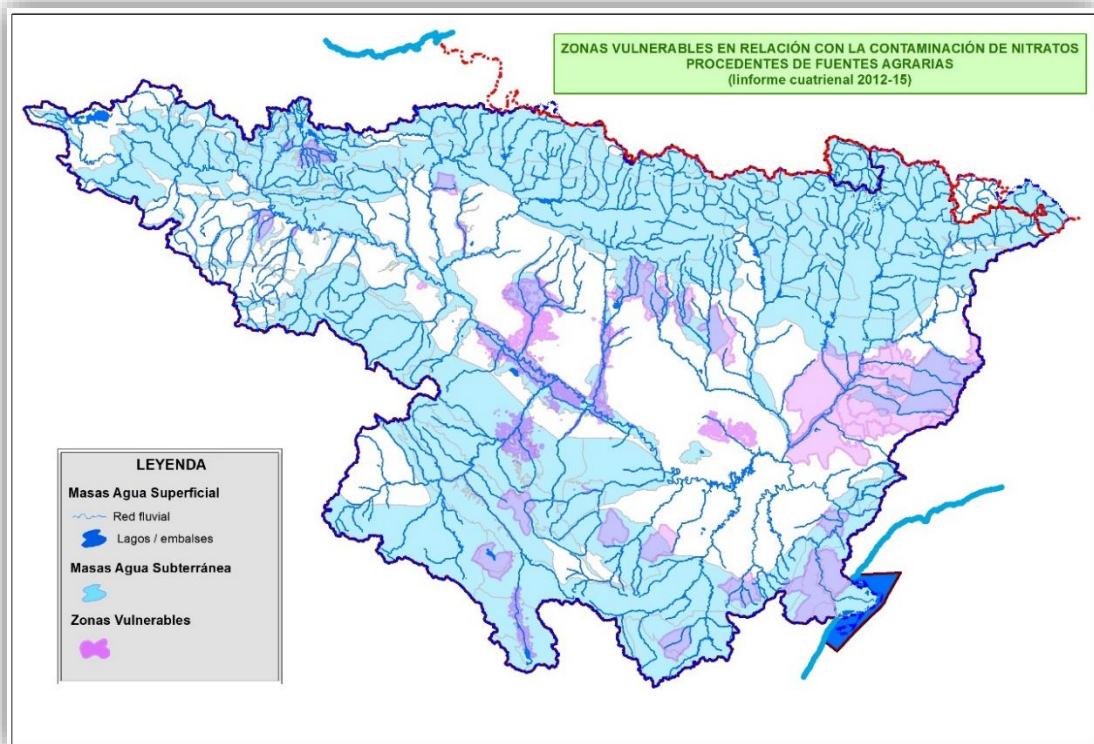 ZONAS VULNERABLES EN RELACIÓN CON LA CONTAMINACIÓN DE NITRATOS
PROCEDENTES DE FUENTES AGRARIAS
(Iinforme cuatrienal 2012-15)
LEYENDA
Masas Agua Superficial
Red fluvial
Lagos / embalses
Masas Agua Subterránea
Zonas Vulnerables